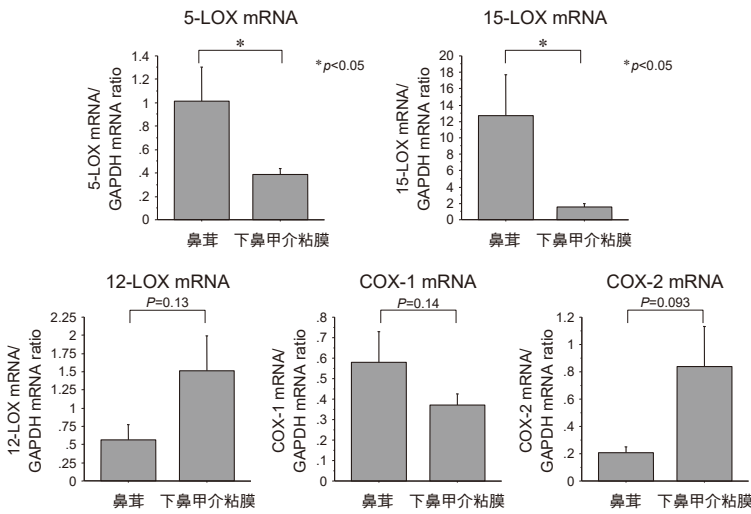 5-LOX mRNA
5-LOX mRNA/
GAPDH mRNA ratio
1.4
1.2
1
.8
.6
.4
.2
0
*
*p<0.05
鼻茸
下鼻甲介粘膜
15-LOX mRNA
15-LOX mRNA/
GAPDH mRNA ratio
20
18
16
14
12
10
8
6
4
2
0
*
*p<0.05
鼻茸
下鼻甲介粘膜
12-LOX mRNA
12-LOX mRNA/
GAPDH mRNA ratio
2.25
2
1.75
1.5
1.25
1
.75
.5
.25
0
P=0.13
鼻茸
下鼻甲介粘膜
COX-1 mRNA
COX-1 mRNA/
GAPDH mRNA ratio
.8
.7
.6
.5
.4
.3
.2
.1
0
P=0.14
鼻茸
下鼻甲介粘膜
COX-2 mRNA
COX-2 mRNA/
GAPDH mRNA ratio
1.2
1
.8
.6
.4
.2
0
P=0.093
鼻茸
下鼻甲介粘膜